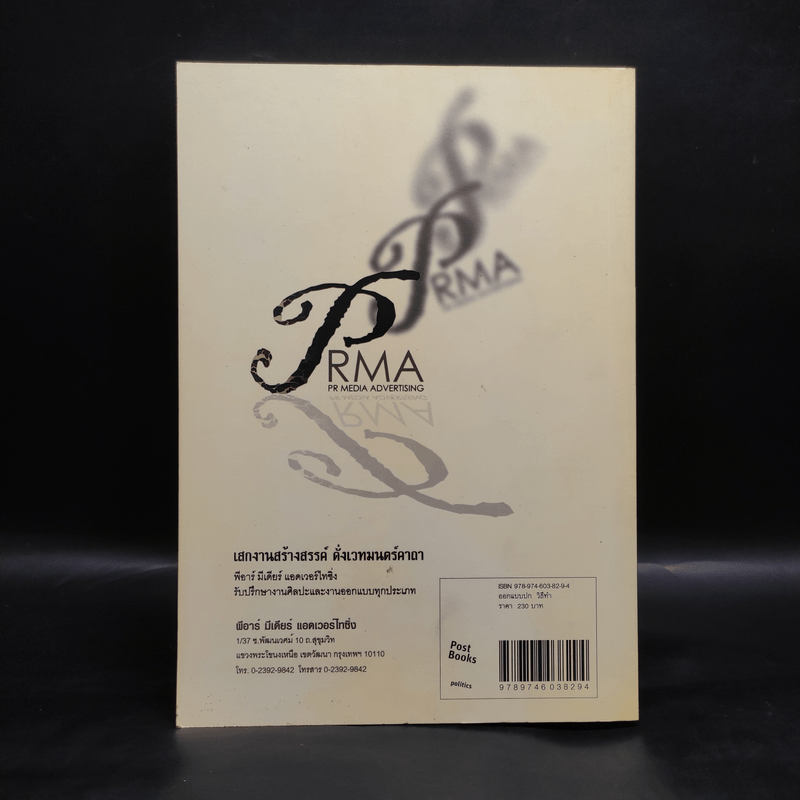 PRMA
PRMA
PR MEDIA ADVERTISING
PRMA
PR MEDIA ADVERTISING
เสกงานสร้างสรรค์ ดั่งเวทมนตร์คาถา
พีอาร์ มีเดียร์ แอดเวอร์ไทซิ่ง
รับปรึกษางานศิลปะและงานออกแบบทุกประเภท
พีอาร์ มีเดียร์ แอดเวอร์ไทซิ่ง
1/37 ซ.พัฒนเวศม์ 10 ถ.สุขุมวิท
แขวงพระโขนงเหนือ เขตวัฒนา กรุงเทพฯ 10110
โทร. 0-2392-9842 โทรสาร 0-2392-9842
ISBN 978-974-603-82-9-4
ออกแบบปก วิธีทำ
ราคา 230 บาท
Post
Books
politics
9789746038294